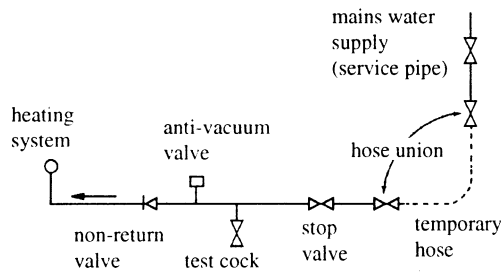 mains water
supply
(service pipe)
heating
system
anti-vacuum
valve
hose union
non-return
valve
test cock
stop
valve
temporary
hose